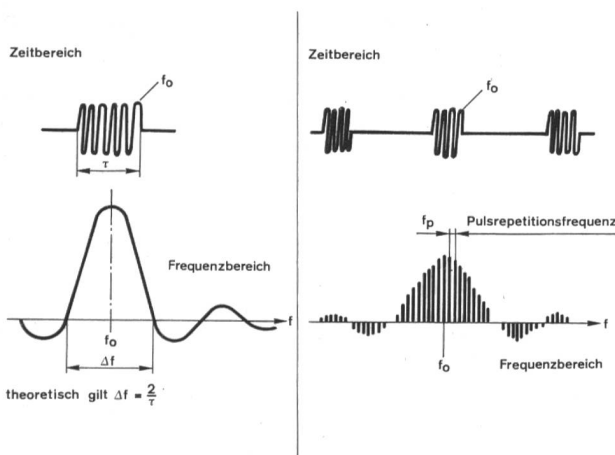 Zeitbereich
f₀
τ
Frequenzbereich
f
f₀
Δf
theoretisch gilt Δf = 2/τ
Zeitbereich
f₀
fₚ Pulsrepetitionsfrequenz
f
f₀
Frequenzbereich